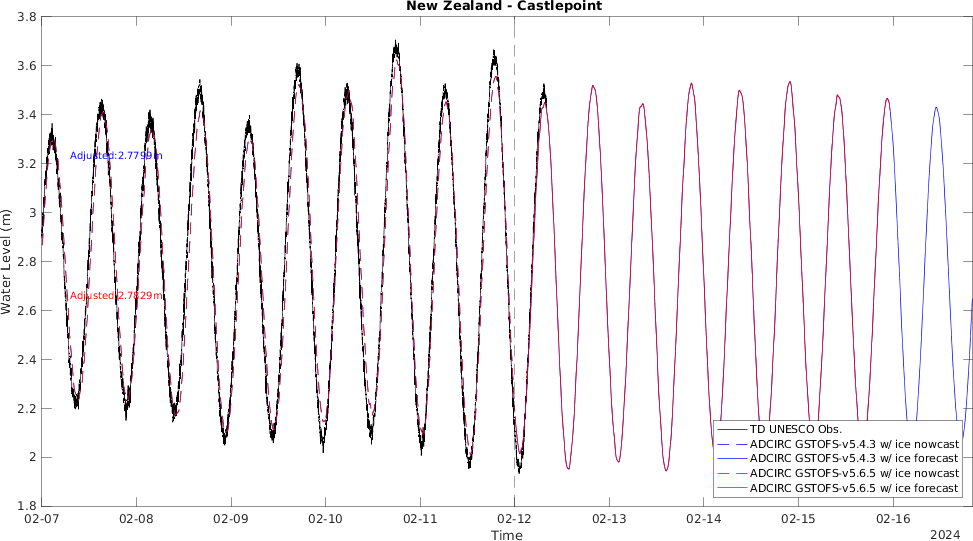 New Zealand - Castlepoint
3.8
3.6
3.4
3.2
3
2.8
2.6
2.4
2.2
2
1.8
Water Level (m)
Adjusted:2.7799m
Adjusted:2.7829m
TD UNESCO Obs.
ADCIRC GSTOFS-v5.4.3 w/ ice nowcast
ADCIRC GSTOFS-v5.4.3 w/ ice forecast
ADCIRC GSTOFS-v5.6.5 w/ ice nowcast
ADCIRC GSTOFS-v5.6.5 w/ ice forecast
02-07 02-08 02-09 02-10 02-11 02-12 02-13 02-14 02-15 02-16
Time
2024